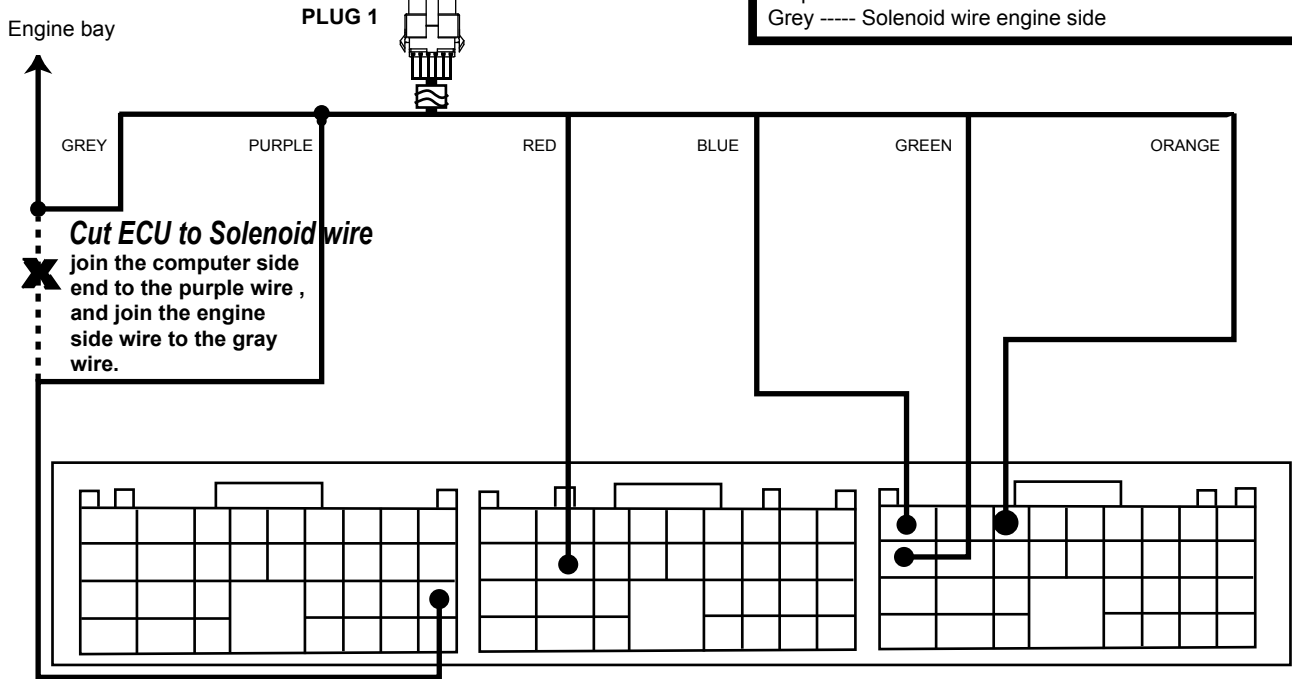 PLUG 1
Grey ----- Solenoid wire engine side
Engine bay
GREY
PURPLE
RED
BLUE
GREEN
ORANGE
Cut ECU to Solenoid wire
join the computer side
end to the purple wire ,
and join the engine
side wire to the gray
wire.